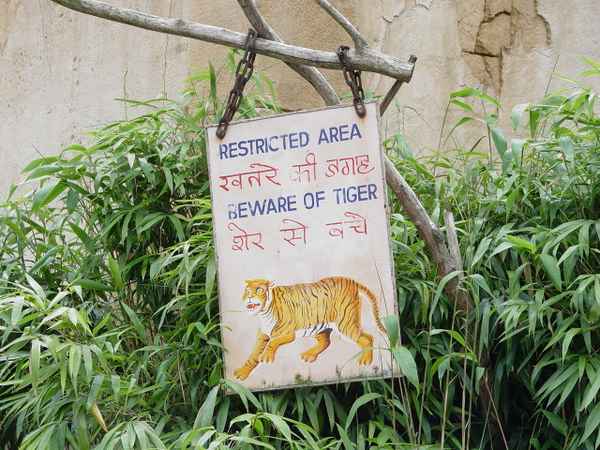 RESTRICTED AREA
खतरे की जगह
BEWARE OF TIGER
शेर से बचे